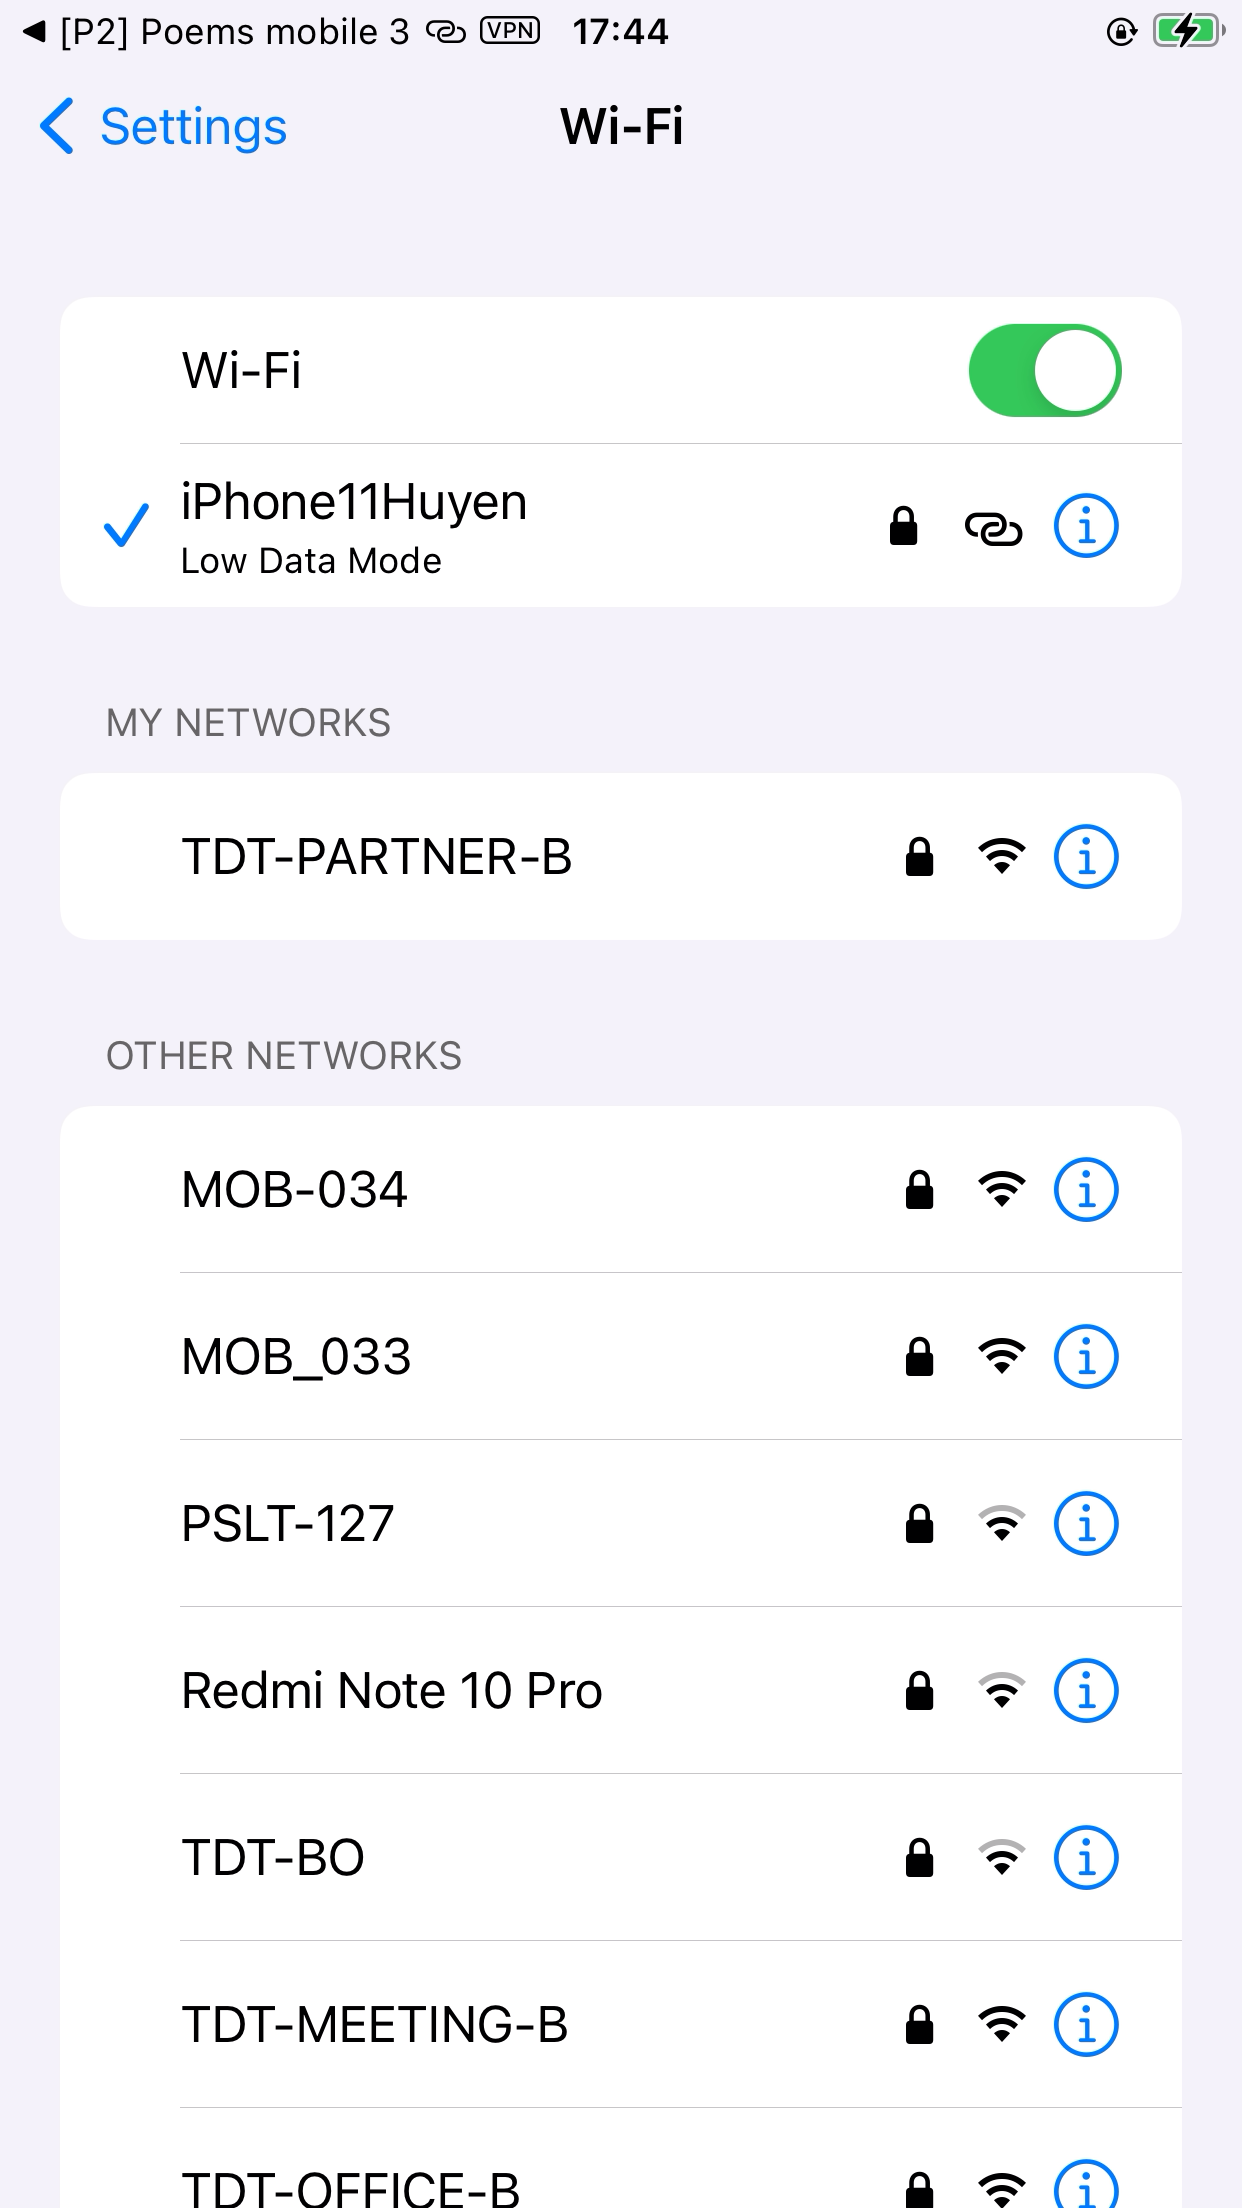 [P2] Poems mobile 3 VPN 17:44
Settings Wi-Fi
Wi-Fi
iPhone11Huyen
Low Data Mode
MY NETWORKS
TDT-PARTNER-B
OTHER NETWORKS
MOB-034
MOB_033
PSLT-127
Redmi Note 10 Pro
TDT-BO
TDT-MEETING-B
TDT-OFFICE-B